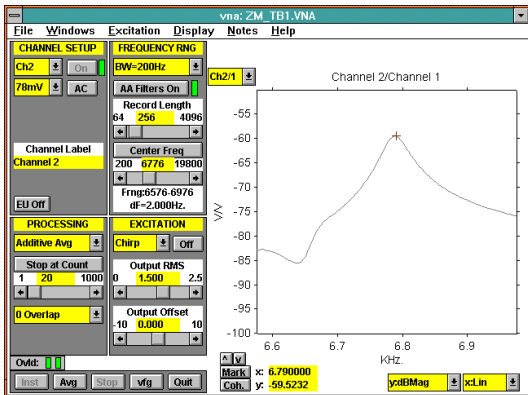 vna: ZM_TB1.VNA
File Windows Excitation Display Notes Help
CHANNEL SETUP
Ch2 On
78mV AC
Channel Label
Channel 2
EU Off
FREQUENCY RNG
BW=200Hz
AA Filters On
Record Length
64 256 4096
Center Freq
200 6776 19800
Frng:6576-6976
dF=2.000Hz.
PROCESSING
Additive Avg
Stop at Count
1 20 1000
0 Overlap
EXCITATION
Chirp Off
Output RMS
0 1.500 2.5
Output Offset
-10 0.000 10
Ovld:
Inst Avg Stop vfg Quit
Ch2/1
Channel 2/Channel 1
-55
-60
-65
-70
-75
-80
-85
-90
-95
-100
V/V
6.6 6.7 6.8 6.9
KHz.
^ v
Mark x: 6.790000
Coh. y: -59.5232
y:dBMag x:Lin